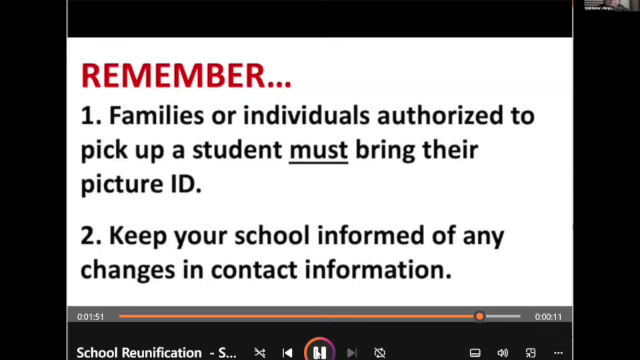 REMEMBER...
1. Families or individuals authorized to
pick up a student must bring their
picture ID.
2. Keep your school informed of any
changes in contact information.
0:01:51
0:00:11
School Reunification - S...